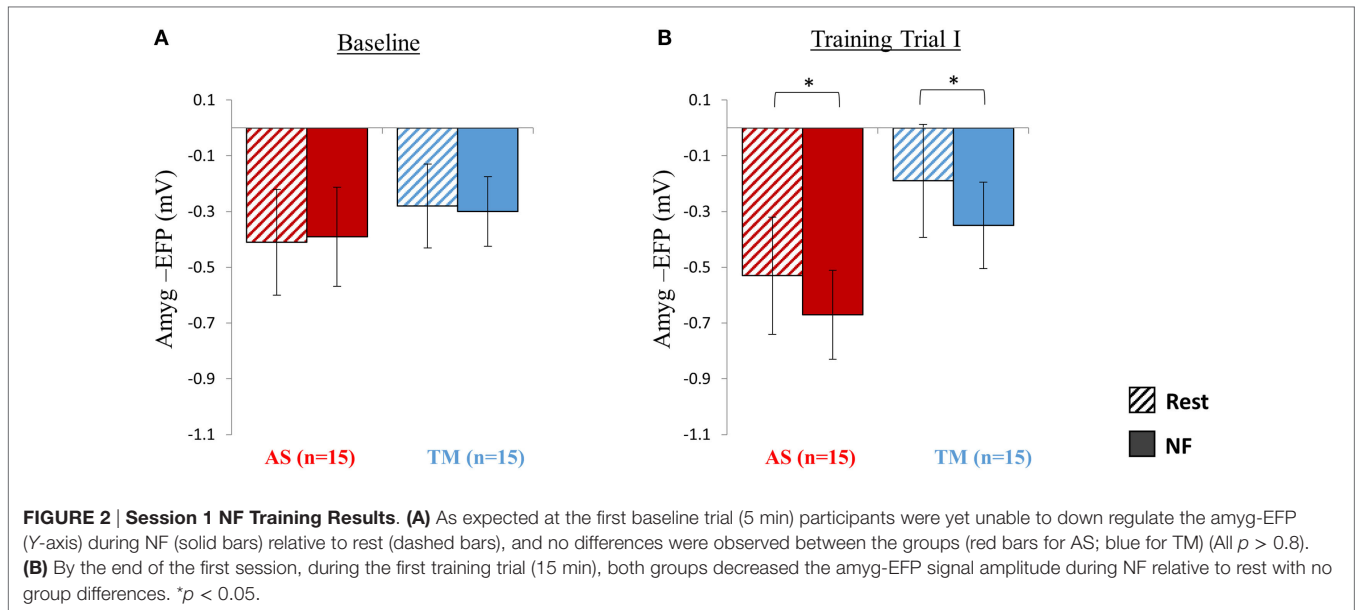 A
Baseline
0.1
-0.1
-0.3
-0.5
-0.7
-0.9
-1.1
Amyg –EFP (mV)
AS (n=15)
TM (n=15)
B
Training Trial I
*
*
0.1
-0.1
-0.3
-0.5
-0.7
-0.9
-1.1
Amyg –EFP (mV)
AS (n=15)
TM (n=15)
Rest
NF
FIGURE 2 | Session 1 NF Training Results. (A) As expected at the first baseline trial (5 min) participants were yet unable to down regulate the amyg-EFP
(Y-axis) during NF (solid bars) relative to rest (dashed bars), and no differences were observed between the groups (red bars for AS; blue for TM) (All p > 0.8).
(B) By the end of the first session, during the first training trial (15 min), both groups decreased the amyg-EFP signal amplitude during NF relative to rest with no
group differences. *p < 0.05.